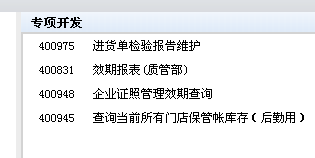 专项开发
400975 进货单检验报告维护
400831 效期报表(质管部)
400948 企业证照管理效期查询
400945 查询当前所有门店保管帐库存(后勤用)